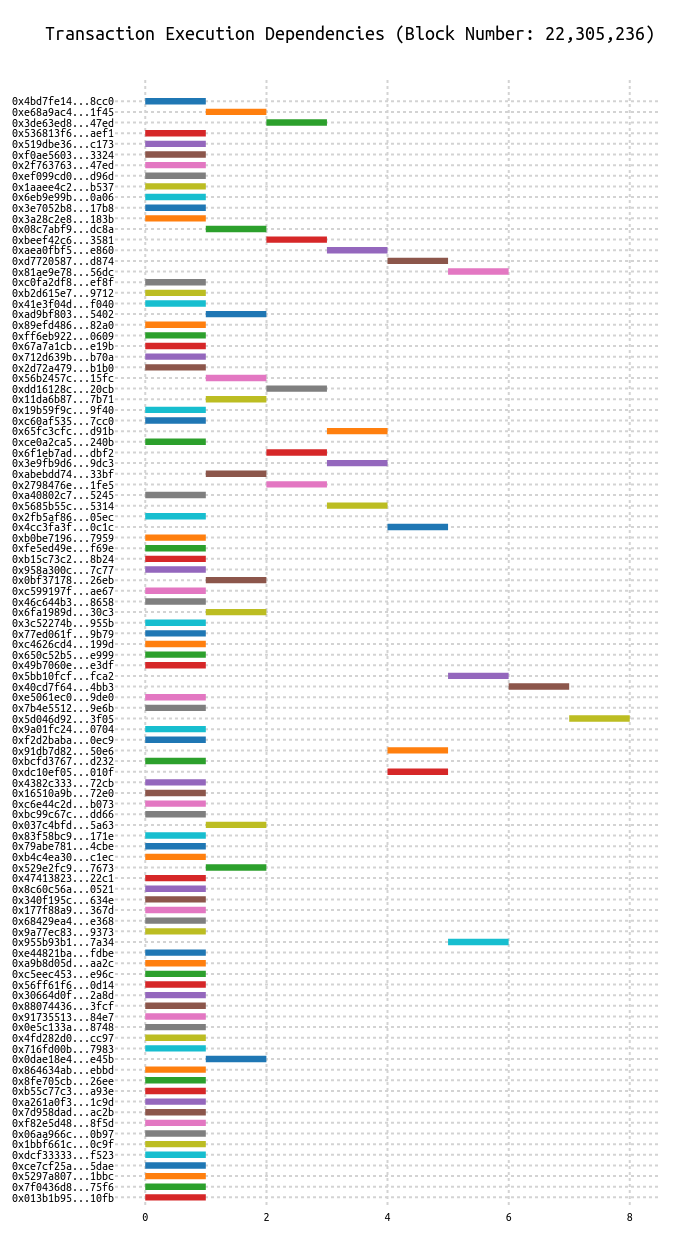 Transaction Execution Dependencies (Block Number: 22,305,236)
0x4bd7fe14...8cc0
0xe68a9ac4...1f45
0x3de63ed8...47ed
0x536813f6...aef1
0x519dbe36...c173
0xf0ae5603...3324
0x2f763763...47ed
0xef099cd0...d96d
0x1aaee4c2...b537
0x6eb9e99b...0a06
0x3e7052b8...17b8
0x3a28c2e8...183b
0x08c7abf9...dc8a
0xbeef42c6...3581
0xaea0fbf5...e860
0xd7720587...d874
0x81ae9e78...56dc
0xc0fa2df8...ef8f
0xb2d615e7...9712
0x41e3f04d...f040
0xad9bf803...5402
0x89efd486...82a0
0xff6eb922...0609
0x67a7a1cb...e19b
0x712d639b...b70a
0x2d72a479...b1b0
0x56b2457c...15fc
0xdd16128c...20cb
0x11da6b87...7b71
0x19b59f9c...9f40
0xc60af535...7cc0
0x65fc3cfc...d91b
0xce0a2ca5...240b
0x6f1eb7ad...dbf2
0x3e9fb9d6...9dc3
0xabebdd74...33bf
0x2798476e...1fe5
0xa40802c7...5245
0x5685b55c...5314
0x2fb5af86...05ec
0x4cc3fa3f...0c1c
0xb0be7196...7959
0xfe5ed49e...f69e
0xb15c73c2...8b24
0x958a300c...7c77
0x0bf37178...26eb
0xc599197f...ae67
0x46c644b3...8658
0x6fa1989d...30c3
0x3c52274b...955b
0x77ed061f...9b79
0xc4626cd4...199d
0x650c52b5...e999
0x49b7060e...e3df
0x5bb10fcf...fca2
0x40cd7f64...4bb3
0xe5061ec0...9de0
0x7b4e5512...9e6b
0x5d046d92...3f05
0x9a01fc24...0704
0xf2d2baba...0ec9
0x91db7d82...50e6
0xbcfd3767...d232
0xdc10ef05...010f
0x4382c333...72cb
0x16510a9b...72e0
0xc6e44c2d...b073
0xbc99c67c...dd66
0x037c4bfd...5a63
0x83f58bc9...171e
0x79abe781...4cbe
0xb4c4ea30...c1ec
0x529e2fc9...7673
0x47413823...22c1
0x8c60c56a...0521
0x340f195c...634e
0x177f88a9...367d
0x68429ea4...e368
0x9a77ec83...9373
0x955b93b1...7a34
0xe44821ba...fdbe
0xa9b8d05d...aa2c
0xc5eec453...e96c
0x56ff61f6...0d14
0x30664d0f...2a8d
0x88074436...3fcf
0x91735513...84e7
0x0e5c133a...8748
0x4fd282d0...cc97
0x716fd00b...7983
0x0dae18e4...e45b
0x864634ab...ebbd
0x8fe705cb...26ee
0xb55c77c3...a93e
0xa261a0f3...1c9d
0x7d958dad...ac2b
0xf82e5d48...8f5d
0x06aa966c...0b97
0x1bbf661c...0c9f
0xdcf33333...f523
0xce7cf25a...5dae
0x5297a807...1bbc
0x7f0436d8...75f6
0x013b1b95...10fb
0 2 4 6 8